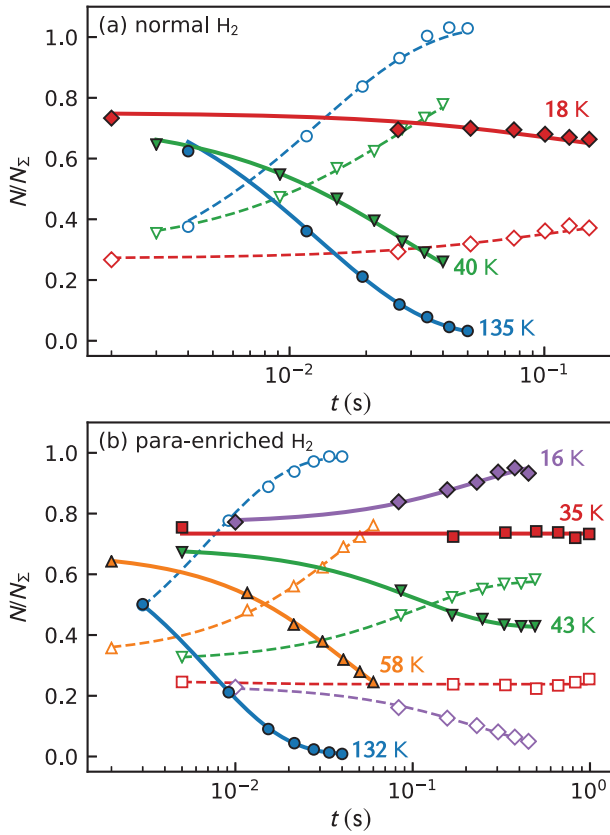 (a) normal H₂
1.0
0.8
0.6
0.4
0.2
0.0
N/N_Σ
18 K
40 K
135 K
10⁻²
10⁻¹
t (s)
(b) para-enriched H₂
1.0
0.8
0.6
0.4
0.2
0.0
N/N_Σ
16 K
35 K
43 K
58 K
132 K
10⁻²
10⁻¹
10⁰
t (s)